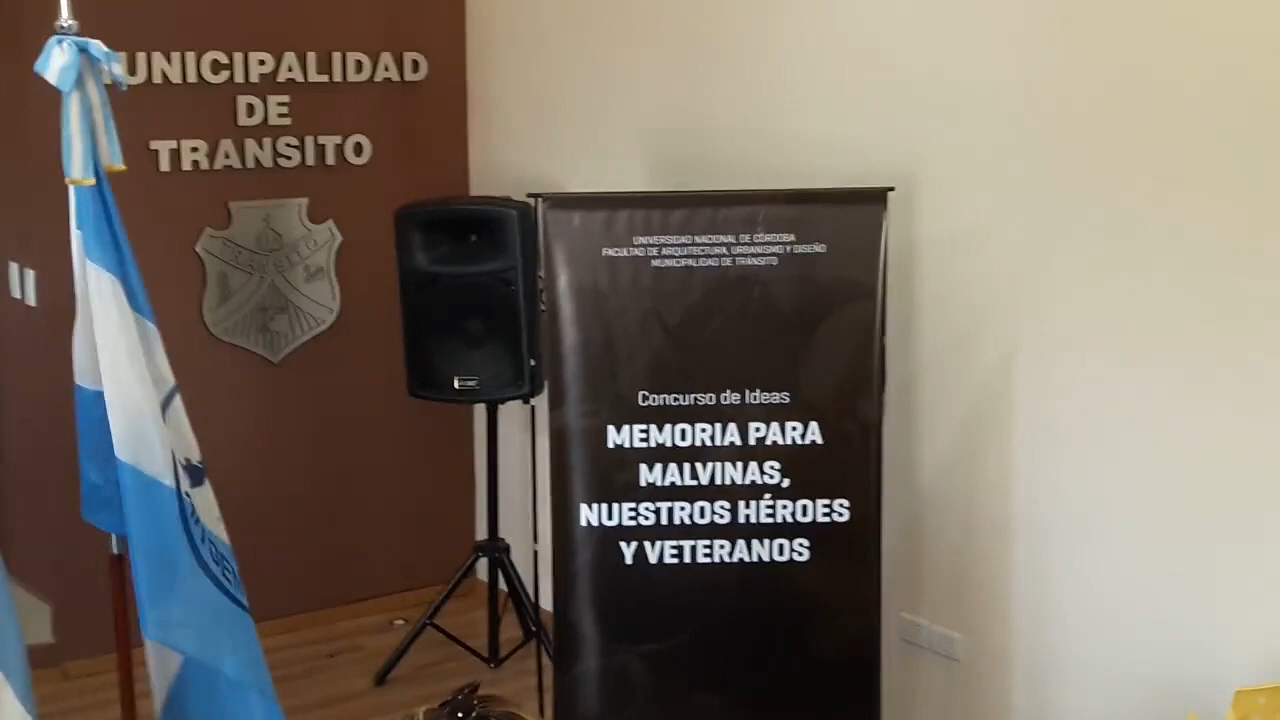 MUNICIPALIDAD
DE
TRANSITO
TRANSITO
UNIVERSIDAD NACIONAL DE CÓRDOBA
FACULTAD DE ARQUITECTURA, URBANISMO Y DISEÑO
MUNICIPALIDAD DE TRÁNSITO
Concurso de Ideas
MEMORIA PARA
MALVINAS,
NUESTROS HÉROES
Y VETERANOS